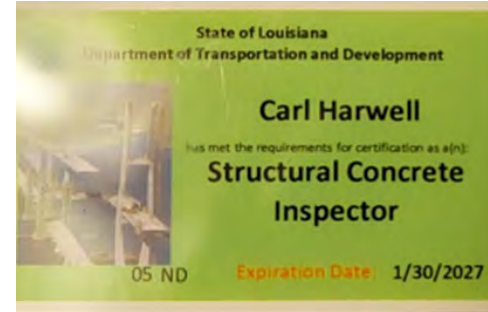 State of Louisiana
Department of Transportation and Development
Carl Harwell
has met the requirements for certification as a(n):
Structural Concrete
Inspector
05 ND Expiration Date: 1/30/2027